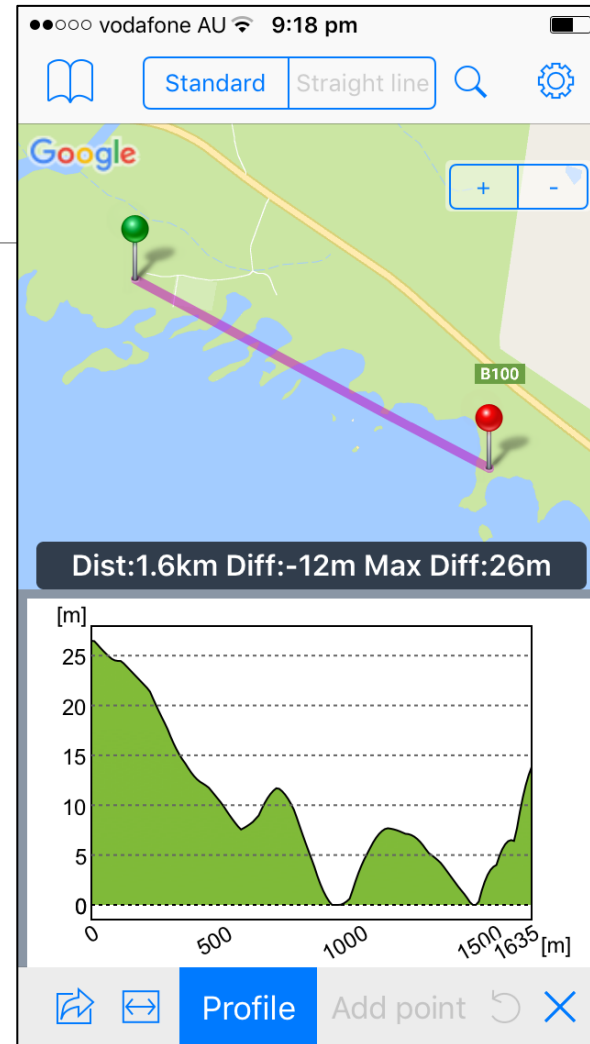 vodafone AU 9:18 pm
Standard Straight line
Google
+ -
B100
Dist:1.6km Diff:-12m Max Diff:26m
[m]
25
20
15
10
5
0
0 500 1000 1500 1635 [m]
Profile Add point